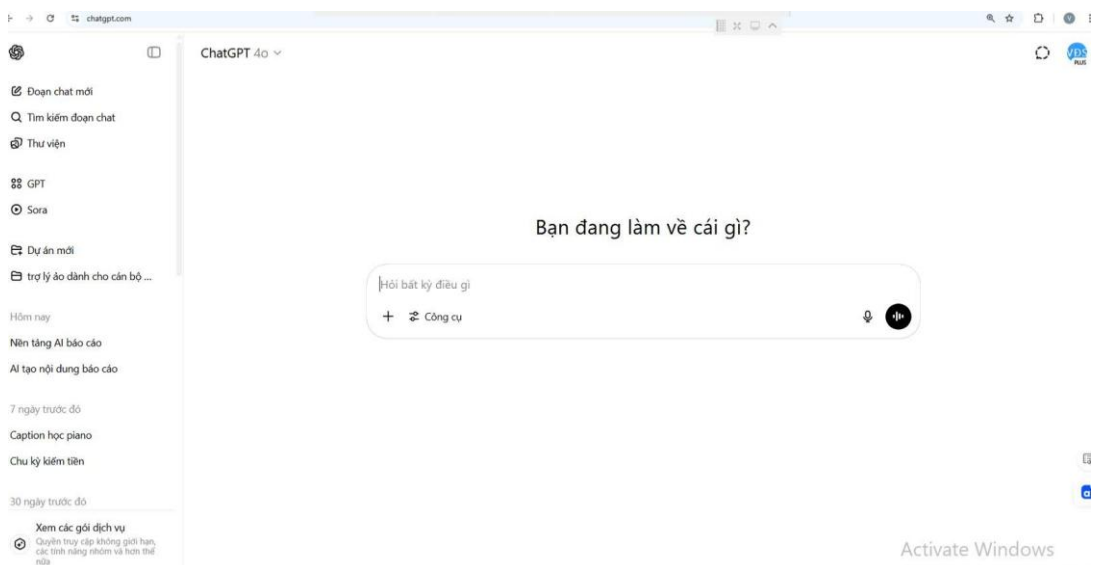 chatgpt.com
ChatGPT 4o
VDS
PLUS
Đoạn chat mới
Tìm kiếm đoạn chat
Thư viện
GPT
Sora
Dự án mới
trợ lý ảo dành cho cán bộ ...
Hôm nay
Nền tảng AI báo cáo
AI tạo nội dung báo cáo
7 ngày trước đó
Caption học piano
Chu kỳ kiếm tiền
30 ngày trước đó
Xem các gói dịch vụ
Quyền truy cập không giới hạn,
các tính năng nhóm và hơn thế
nữa
Bạn đang làm về cái gì?
Hỏi bất kỳ điều gì
Công cụ
Activate Windows